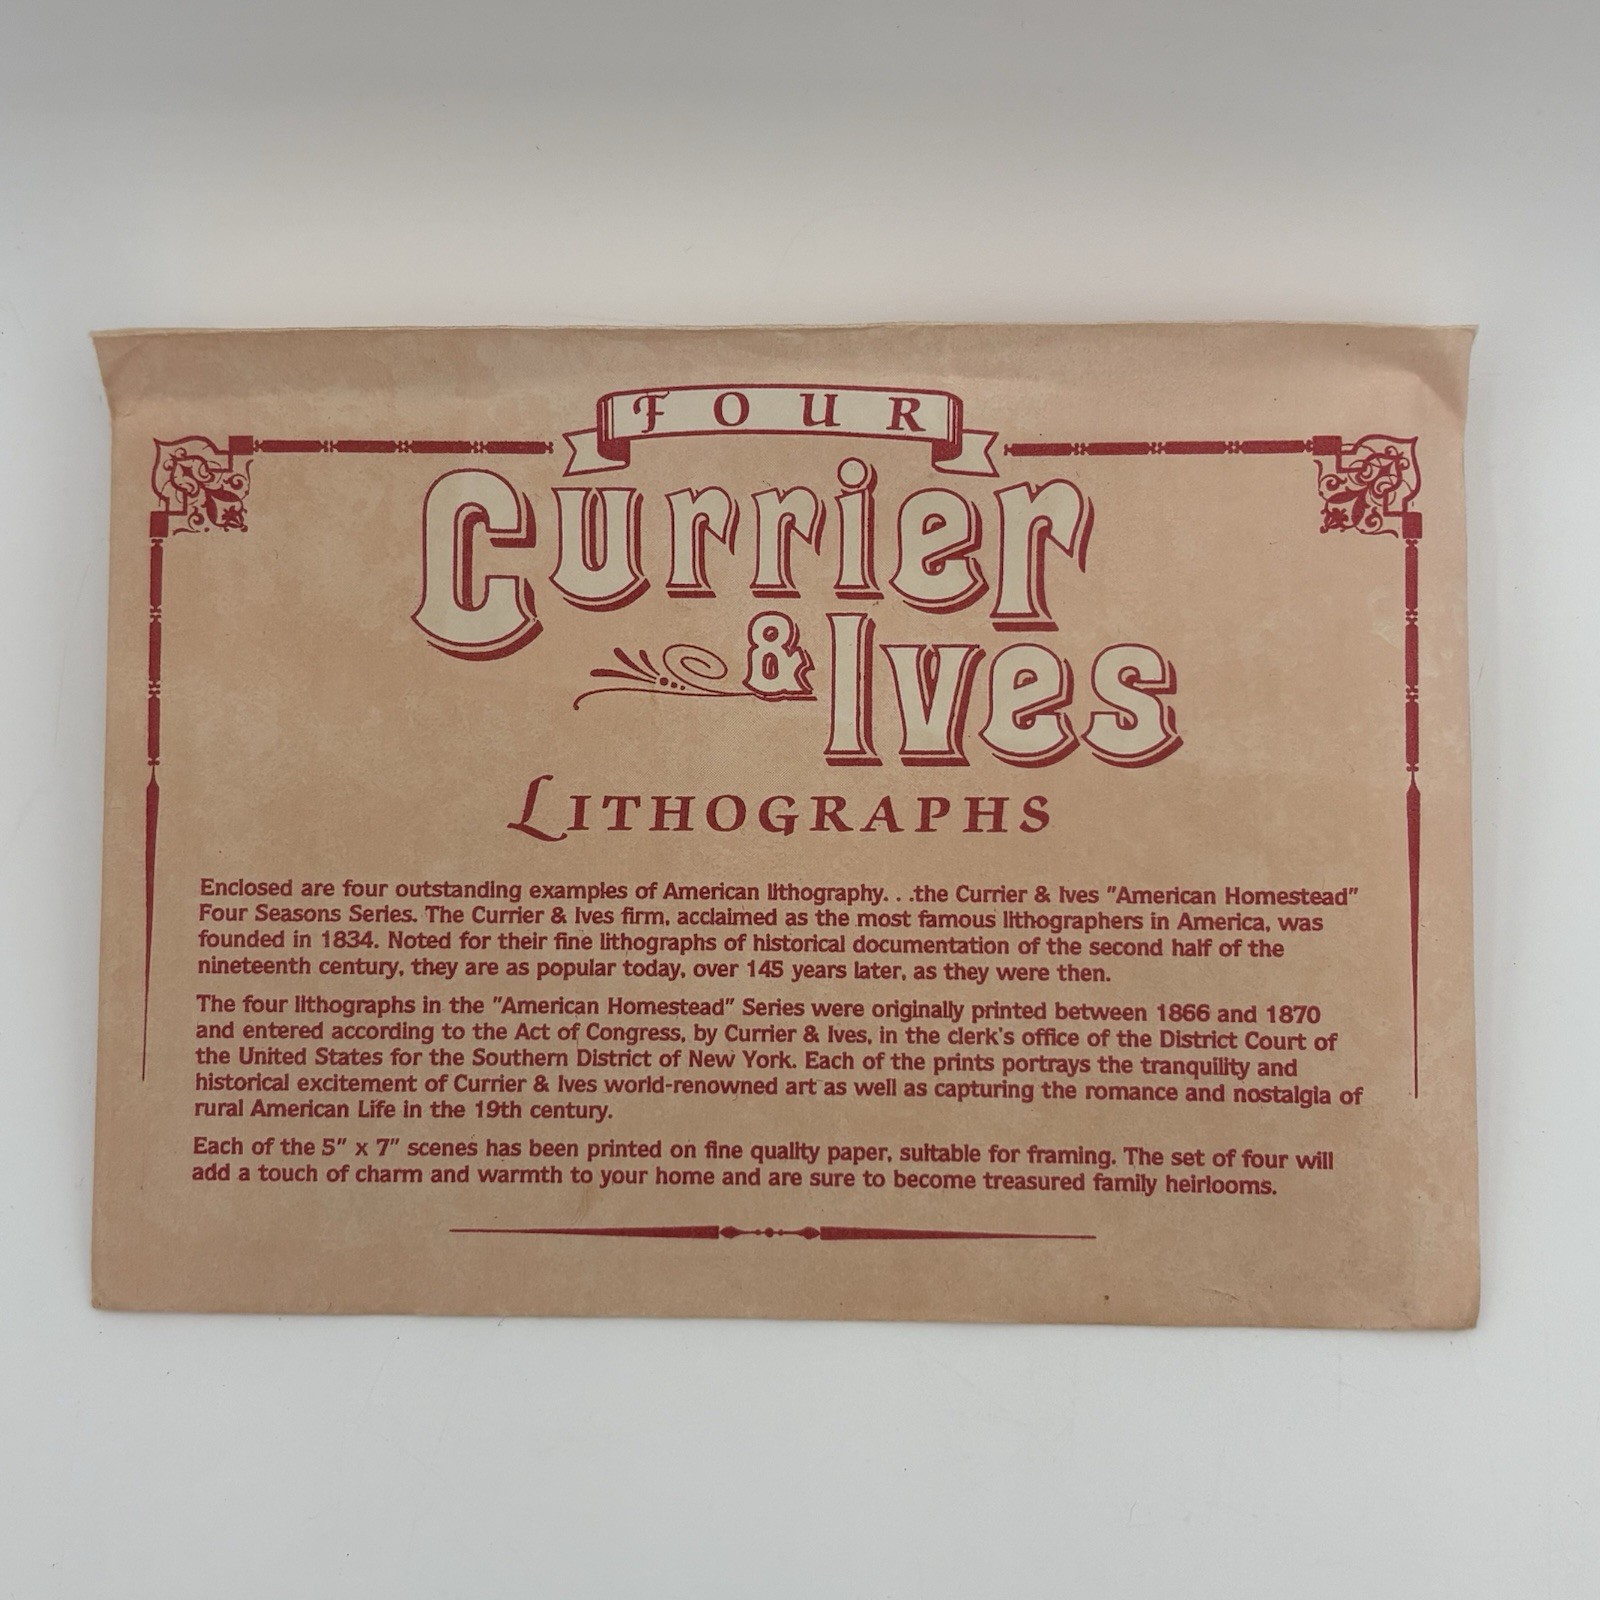 FOUR
Currier
& Ives
LITHOGRAPHS
Enclosed are four outstanding examples of American lithography. . .the Currier & Ives "American Homestead"
Four Seasons Series. The Currier & Ives firm, acclaimed as the most famous lithographers in America, was
founded in 1834. Noted for their fine lithographs of historical documentation of the second half of the
nineteenth century, they are as popular today, over 145 years later, as they were then.
The four lithographs in the "American Homestead" Series were originally printed between 1866 and 1870
and entered according to the Act of Congress, by Currier & Ives, in the clerk's office of the District Court of
the United States for the Southern District of New York. Each of the prints portrays the tranquility and
historical excitement of Currier & Ives world-renowned art as well as capturing the romance and nostalgia of
rural American Life in the 19th century.
Each of the 5" x 7" scenes has been printed on fine quality paper, suitable for framing. The set of four will
add a touch of charm and warmth to your home and are sure to become treasured family heirlooms.